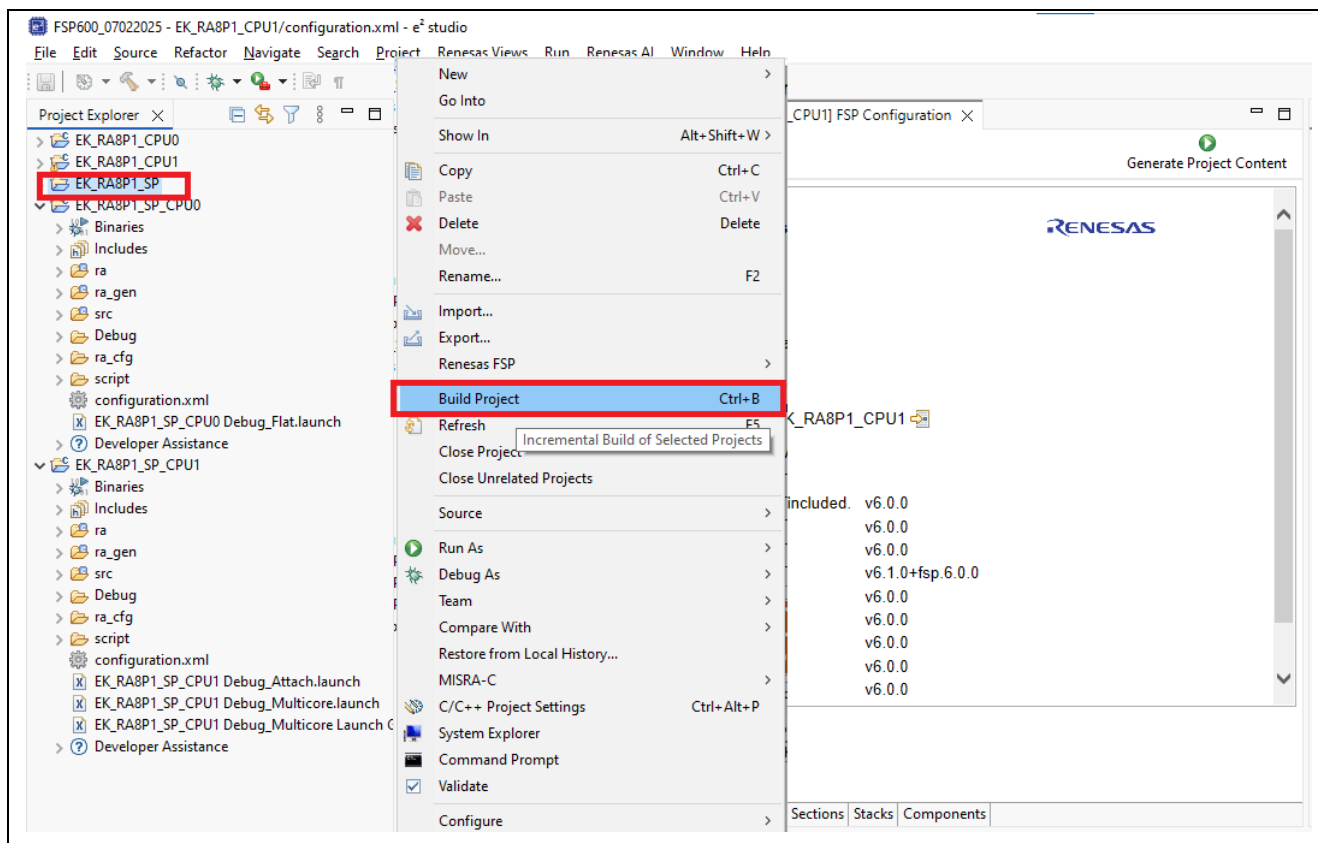 FSP600_07022025 - EK_RA8P1_CPU1/configuration.xml - e² studio
File Edit Source Refactor Navigate Search Project Renesas Views Run Renesas AI Window Help
Project Explorer
_CPU1] FSP Configuration
Generate Project Content
EK_RA8P1_CPU0
EK_RA8P1_CPU1
EK_RA8P1_SP
EK_RA8P1_SP_CPU0
Binaries
Includes
ra
ra_gen
src
Debug
ra_cfg
script
configuration.xml
EK_RA8P1_SP_CPU0 Debug_Flat.launch
Developer Assistance
EK_RA8P1_SP_CPU1
Binaries
Includes
ra
ra_gen
src
Debug
ra_cfg
script
configuration.xml
EK_RA8P1_SP_CPU1 Debug_Attach.launch
EK_RA8P1_SP_CPU1 Debug_Multicore.launch
EK_RA8P1_SP_CPU1 Debug_Multicore Launch
Developer Assistance
New
Go Into
Show In Alt+Shift+W
Copy Ctrl+C
Paste Ctrl+V
Delete Delete
Move...
Rename... F2
Import...
Export...
Renesas FSP
Build Project Ctrl+B
Refresh F5
Incremental Build of Selected Projects
Close Project
Close Unrelated Projects
Source
Run As
Debug As
Team
Compare With
Restore from Local History...
MISRA-C
C/C++ Project Settings Ctrl+Alt+P
System Explorer
Command Prompt
Validate
Configure
RENESAS
K_RA8P1_CPU1
included. v6.0.0
v6.0.0
v6.0.0
v6.1.0+fsp.6.0.0
v6.0.0
v6.0.0
v6.0.0
v6.0.0
v6.0.0
Sections Stacks Components